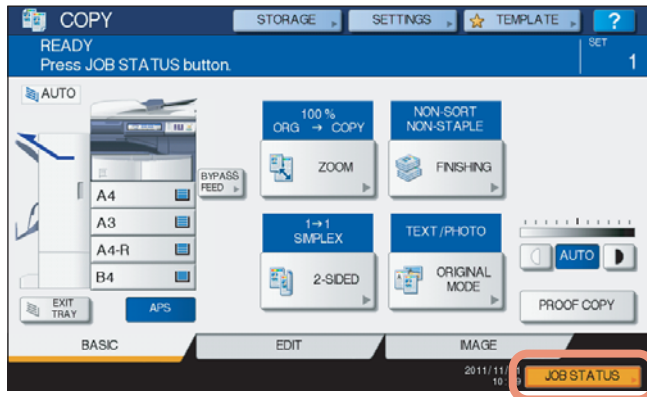 COPY
STORAGE
SETTINGS
TEMPLATE
?
READY
SET
Press JOB STATUS button.
1
AUTO
100 %
ORG → COPY
NON-SORT
NON-STAPLE
ZOOM
FINISHING
BYPASS
FEED
A4
A3
A4-R
B4
1→1
SIMPLEX
TEXT/PHOTO
2-SIDED
ORIGINAL
MODE
AUTO
EXIT
TRAY
APS
PROOF COPY
BASIC
EDIT
IMAGE
2011/11/
10:
JOB STATUS